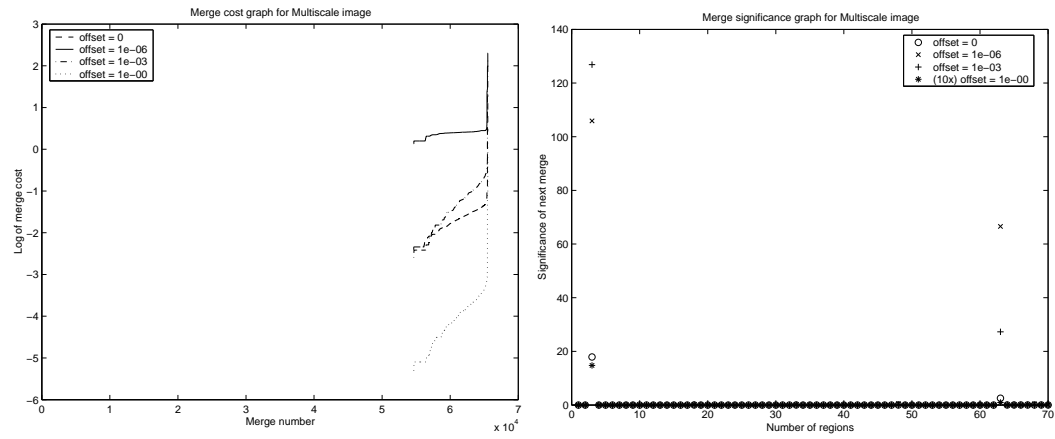 Merge cost graph for Multiscale image
offset = 0
offset = 1e−06
offset = 1e−03
offset = 1e−00
Log of merge cost
3
2
1
0
−1
−2
−3
−4
−5
−6
0
1
2
3
4
5
6
7
Merge number
x 10^4
Merge significance graph for Multiscale image
offset = 0
offset = 1e−06
offset = 1e−03
(10x) offset = 1e−00
Significance of next merge
140
120
100
80
60
40
20
0
0
10
20
30
40
50
60
70
Number of regions